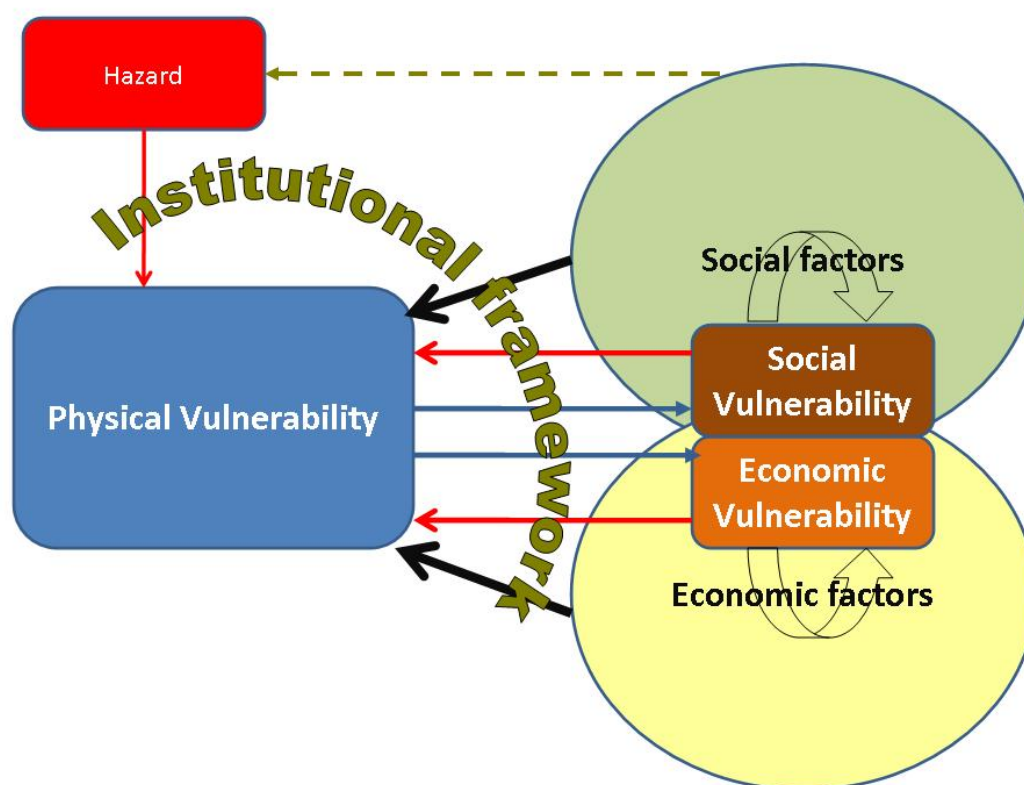 Hazard
Institutional framework
Social factors
Social
Vulnerability
Physical Vulnerability
Economic
Vulnerability
Economic factors